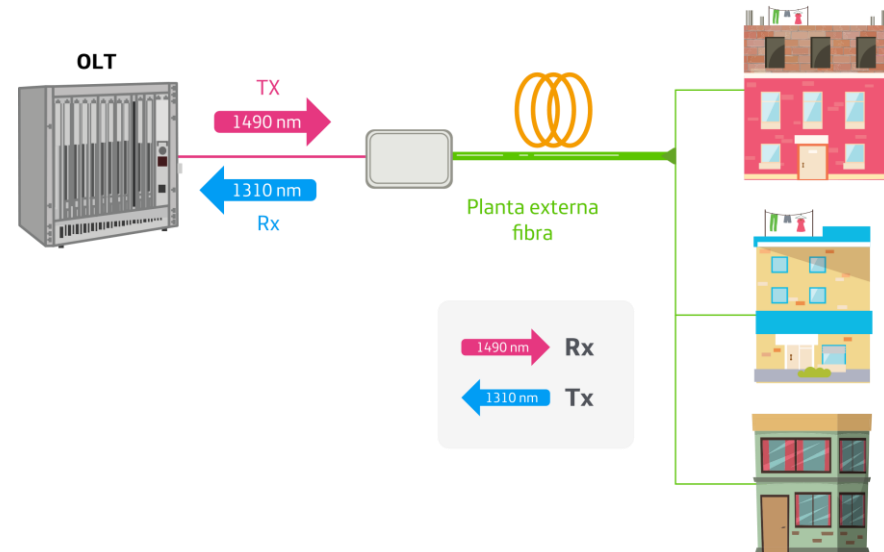 OLT
TX
1490 nm
1310 nm
Rx
Planta externa
fibra
1490 nm Rx
1310 nm Tx